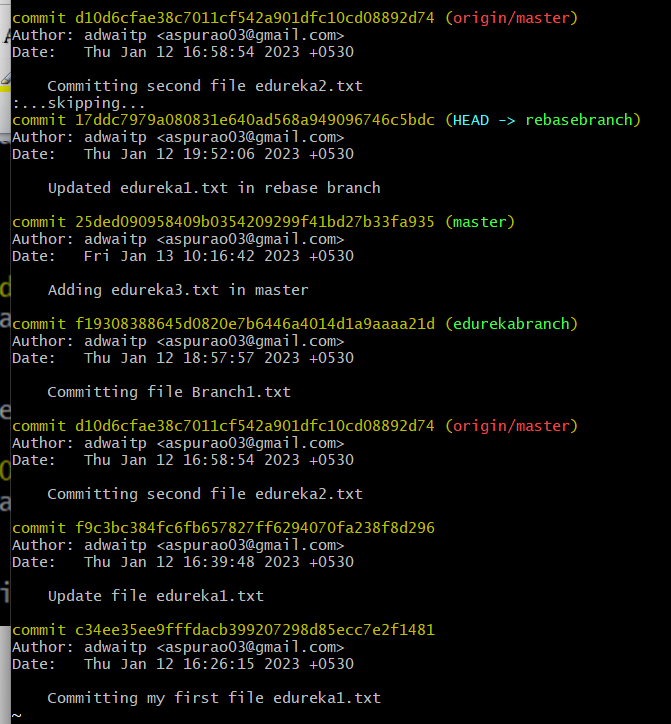 commit d10d6cfae38c7011cf542a901dfc10cd08892d74 (origin/master)
Author: adwaitp <aspurao03@gmail.com>
Date:   Thu Jan 12 16:58:54 2023 +0530

    Committing second file edureka2.txt
:...skipping...
commit 17ddc7979a080831e640ad568a949096746c5bdc (HEAD -> rebasebranch)
Author: adwaitp <aspurao03@gmail.com>
Date:   Thu Jan 12 19:52:06 2023 +0530

    Updated edureka1.txt in rebase branch

commit 25ded090958409b0354209299f41bd27b33fa935 (master)
Author: adwaitp <aspurao03@gmail.com>
Date:   Fri Jan 13 10:16:42 2023 +0530

    Adding edureka3.txt in master

commit f19308388645d0820e7b6446a4014d1a9aaaa21d (edurekabranch)
Author: adwaitp <aspurao03@gmail.com>
Date:   Thu Jan 12 18:57:57 2023 +0530

    Committing file Branch1.txt

commit d10d6cfae38c7011cf542a901dfc10cd08892d74 (origin/master)
Author: adwaitp <aspurao03@gmail.com>
Date:   Thu Jan 12 16:58:54 2023 +0530

    Committing second file edureka2.txt

commit f9c3bc384fc6fb657827ff6294070fa238f8d296
Author: adwaitp <aspurao03@gmail.com>
Date:   Thu Jan 12 16:39:48 2023 +0530

    Update file edureka1.txt

commit c34ee35ee9fffdacb399207298d85ecc7e2f1481
Author: adwaitp <aspurao03@gmail.com>
Date:   Thu Jan 12 16:26:15 2023 +0530

    Committing my first file edureka1.txt
~